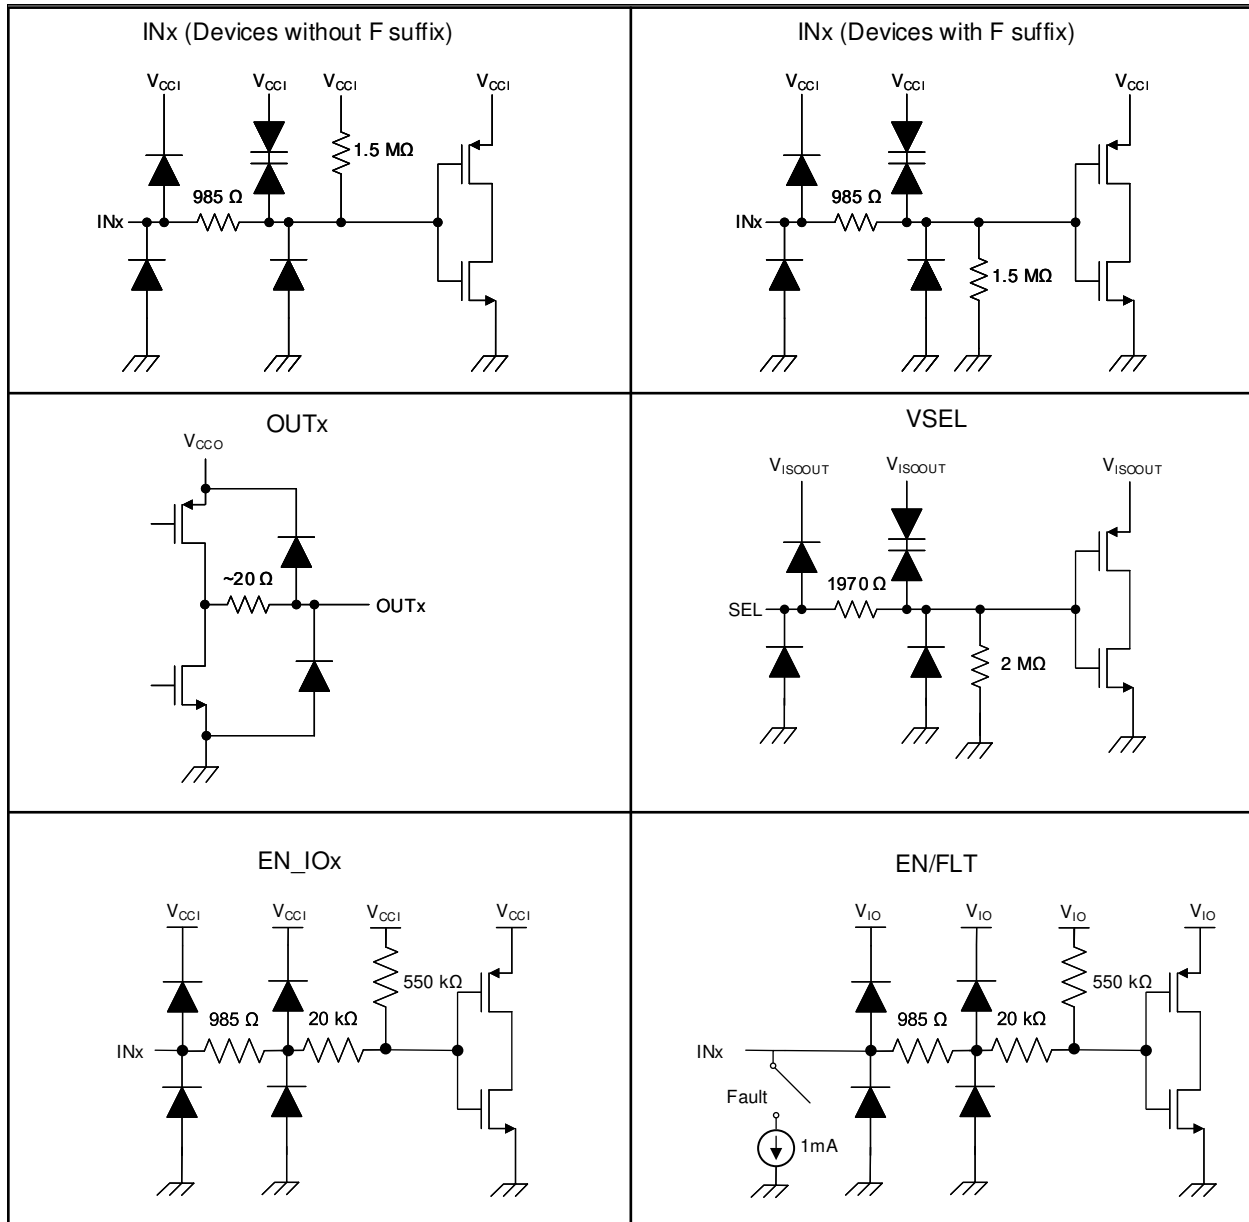 INx (Devices without F suffix)
VCCI VCCI VCCI VCCI
1.5 MΩ
985 Ω
INx
INx (Devices with F suffix)
VCCI VCCI VCCI
985 Ω
INx
1.5 MΩ
OUTx
VCCO
~20 Ω
OUTx
VSEL
VISOOUT VISOOUT VISOOUT
1970 Ω
SEL
2 MΩ
EN_IOx
VCCI VCCI VCCI VCCI
550 kΩ
985 Ω 20 kΩ
INx
EN/FLT
VIO VIO VIO VIO
550 kΩ
985 Ω 20 kΩ
INx
Fault
1mA